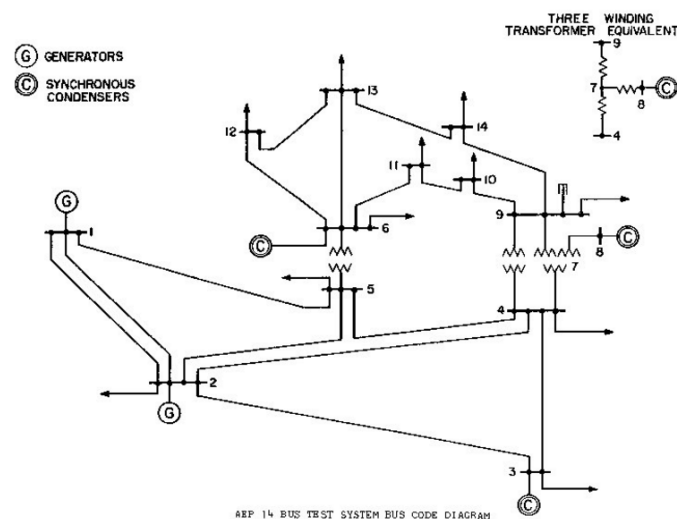 THREE WINDING
TRANSFORMER EQUIVALENT
9
7
C
8
4
G GENERATORS
C SYNCHRONOUS
CONDENSERS
13
14
12
11
10
G
1
9
C
6
8
C
7
5
4
2
G
3
C
AEP 14 BUS TEST SYSTEM BUS CODE DIAGRAM